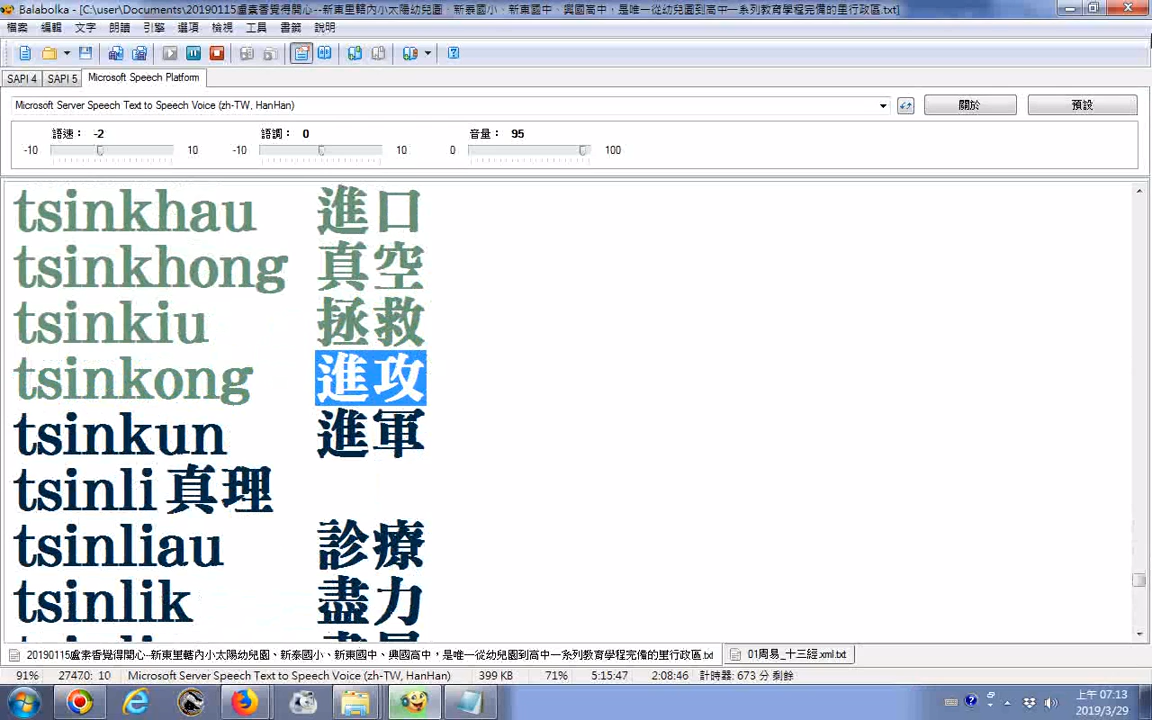 Balabolka - [C:\user\Documents\20190115盧素香覺得開心--新東里轄內小太陽幼兒園、新泰國小、新東國中、興國高中，是唯一從幼兒園到高中一系列教育學程完備的里行政區.txt]
檔案 編輯 文字 朗讀 引擎 選項 檢視 工具 書籤 說明
SAPI 4 SAPI 5 Microsoft Speech Platform
Microsoft Server Speech Text to Speech Voice (zh-TW, HanHan) 關於 預設
語速： -2 語調： 0 音量： 95
-10 10 -10 10 0 100
tsinkhau 進口
tsinkhong 真空
tsinkiu 拯救
tsinkong 進攻
tsinkun 進軍
tsinli 真理
tsinliau 診療
tsinlik 盡力
20190115盧素香覺得開心--新東里轄內小太陽幼兒園、新泰國小、新東國中、興國高中，是唯一從幼兒園到高中一系列教育學程完備的里行政區.txt 01周易_十三經.xml.txt
91% 2747.0: 10 Microsoft Server Speech Text to Speech Voice (zh-TW, HanHan) 399 KB 71% 5:15:47 2:08:46 計時器: 673 分 剩餘
上午 07:13
2019/3/29